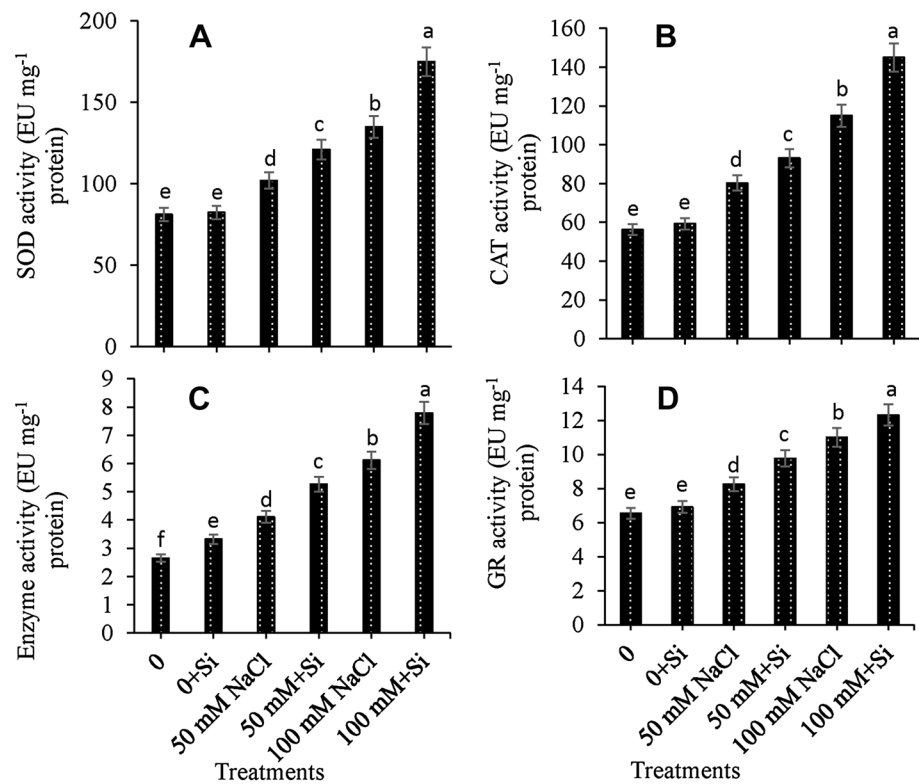 A
SOD activity (EU mg-1
protein)
200
150
100
50
0
e
e
d
c
b
a
B
CAT activity (EU mg-1
protein)
160
140
120
100
80
60
40
20
0
e
e
d
c
b
a
C
Enzyme activity (EU mg-1
protein)
9
8
7
6
5
4
3
2
1
0
f
e
d
c
b
a
0
0+Si
50 mM NaCl
50 mM+Si
100 mM NaCl
100 mM+Si
Treatments
D
GR activity (EU mg-1
protein)
14
12
10
8
6
4
2
0
e
e
d
c
b
a
0
0+Si
50 mM NaCl
50 mM+Si
100 mM NaCl
100 mM+Si
Treatments